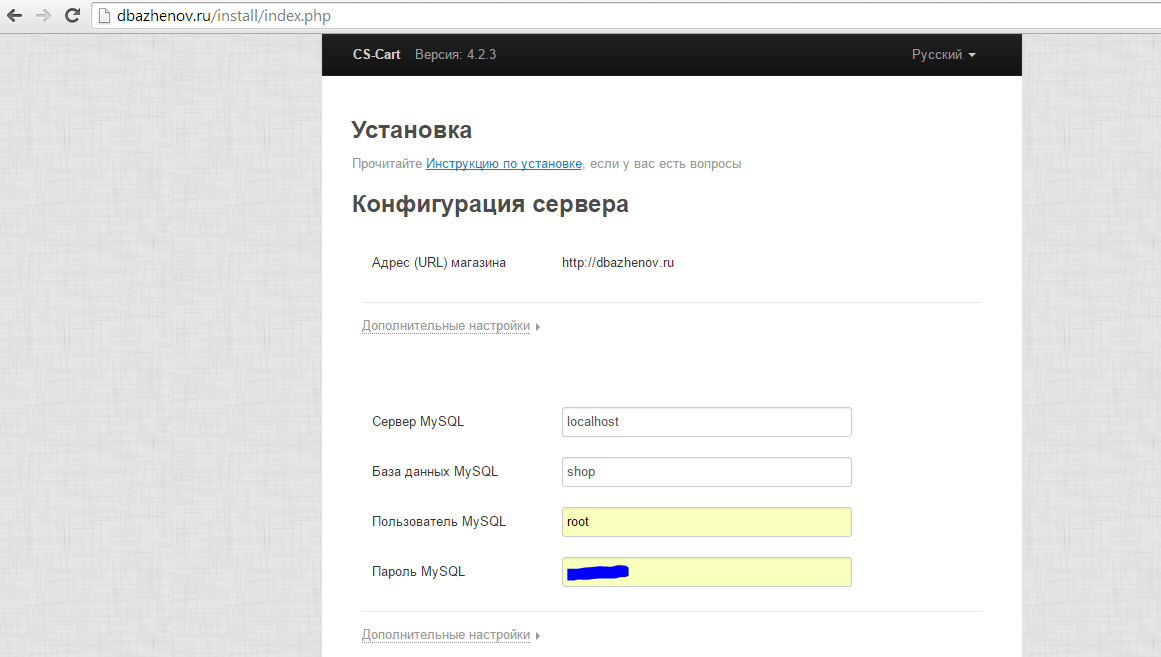 dbazhenov.ru/install/index.php
CS-Cart Версия: 4.2.3 Русский
Установка
Прочитайте Инструкцию по установке, если у вас есть вопросы
Конфигурация сервера
Адрес (URL) магазина http://dbazhenov.ru
Дополнительные настройки
Сервер MySQL localhost
База данных MySQL shop
Пользователь MySQL root
Пароль MySQL
Дополнительные настройки